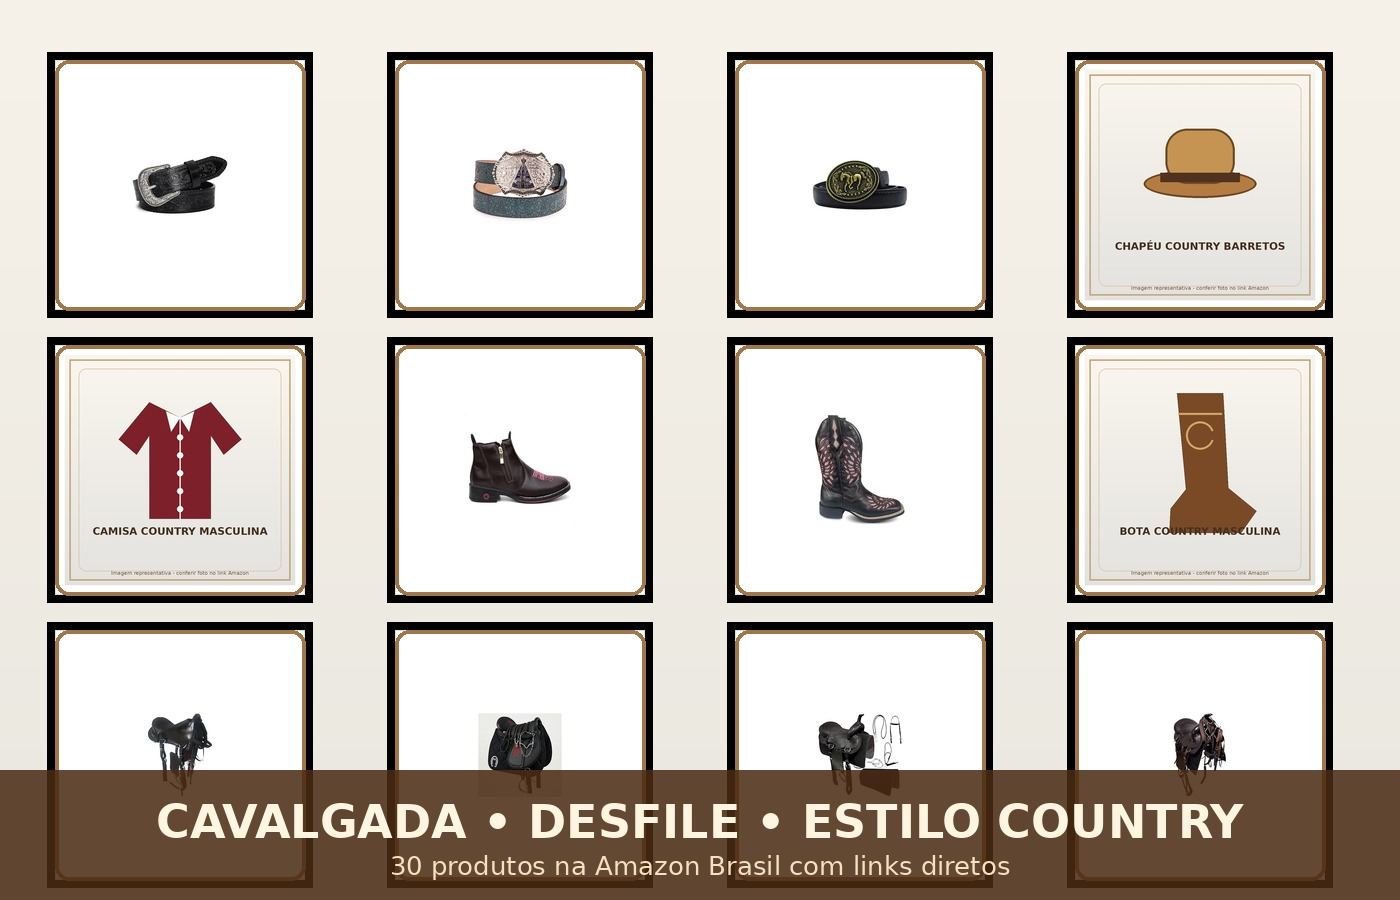 CHAPÉU COUNTRY BARRETOS
Imagem representativa - conferir foto no link Amazon
CAMISA COUNTRY MASCULINA
Imagem representativa - conferir foto no link Amazon
BOTA COUNTRY MASCULINA
Imagem representativa - conferir foto no link Amazon
CAVALGADA • DESFILE • ESTILO COUNTRY
30 produtos na Amazon Brasil com links diretos